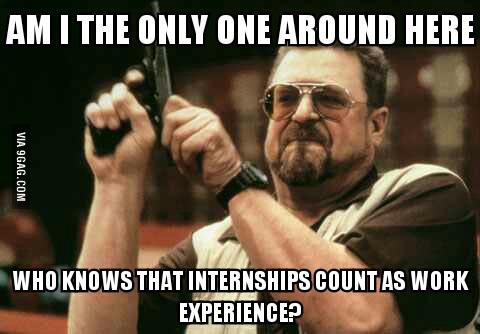 AM I THE ONLY ONE AROUND HERE
VIA 9GAG.COM
WHO KNOWS THAT INTERNSHIPS COUNT AS WORK
EXPERIENCE?